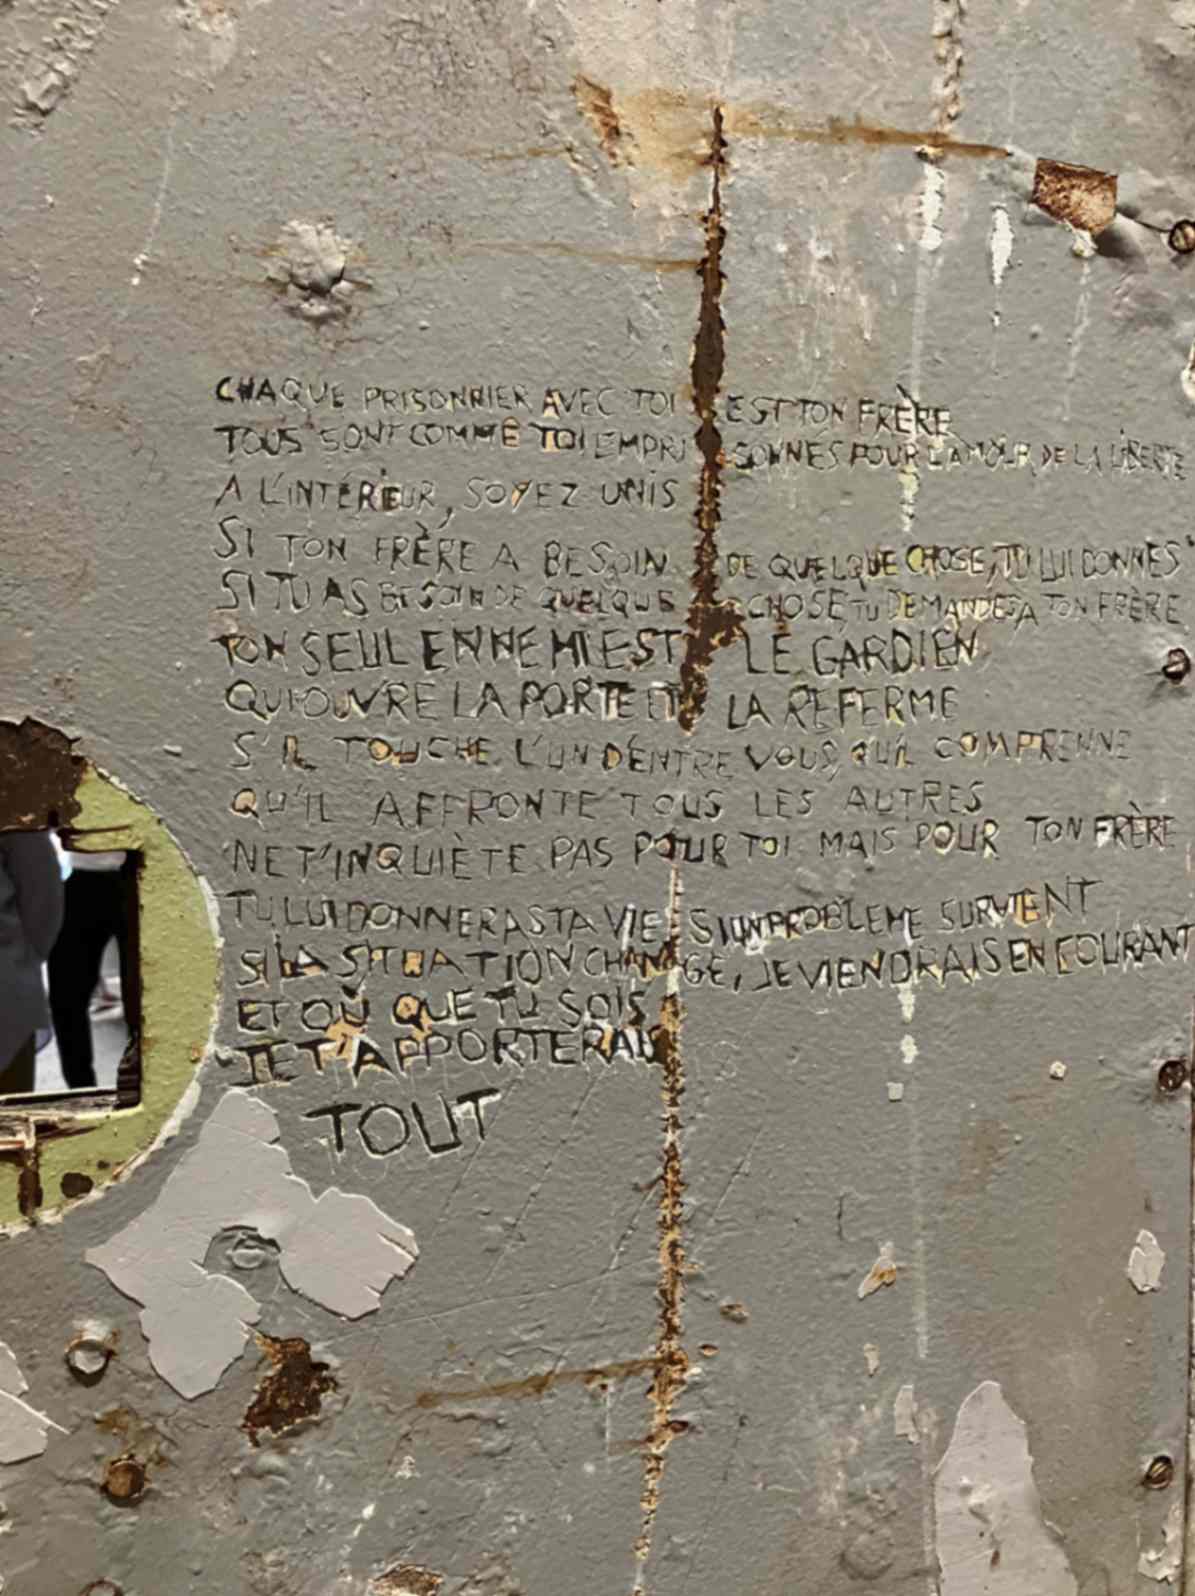 CHAQUE PRISONNIER AVEC TOI EST TON FRÈRE
TOUS SONT COMME TOI EMPRISONNES POUR L'AMOUR DE LA LIBERTE
A L'INTERIEUR, SOYEZ UNIS
SI TON FRÈRE A BESOIN DE QUELQUE CHOSE, TU LUI DONNES
SI TU AS BESOIN DE QUELQUE CHOSE, TU DEMANDES A TON FRÈRE
TON SEUL ENNEMI EST LE GARDIEN
QUI OUVRE LA PORTE ET LA REFERME
S'IL TOUCHE L'UN D'ENTRE VOUS, QU'IL COMPRENNE
QU'IL AFFRONTE TOUS LES AUTRES
NE T'INQUIÈTE PAS POUR TOI MAIS POUR TON FRÈRE
TU LUI DONNERAS TA VIE SI UN PROBLEME SURVIENT
SI LA SITUATION CHANGE, JE VIENDRAIS EN COURANT
ET OÙ QUE TU SOIS
JE T'APPORTERAIS
TOUT